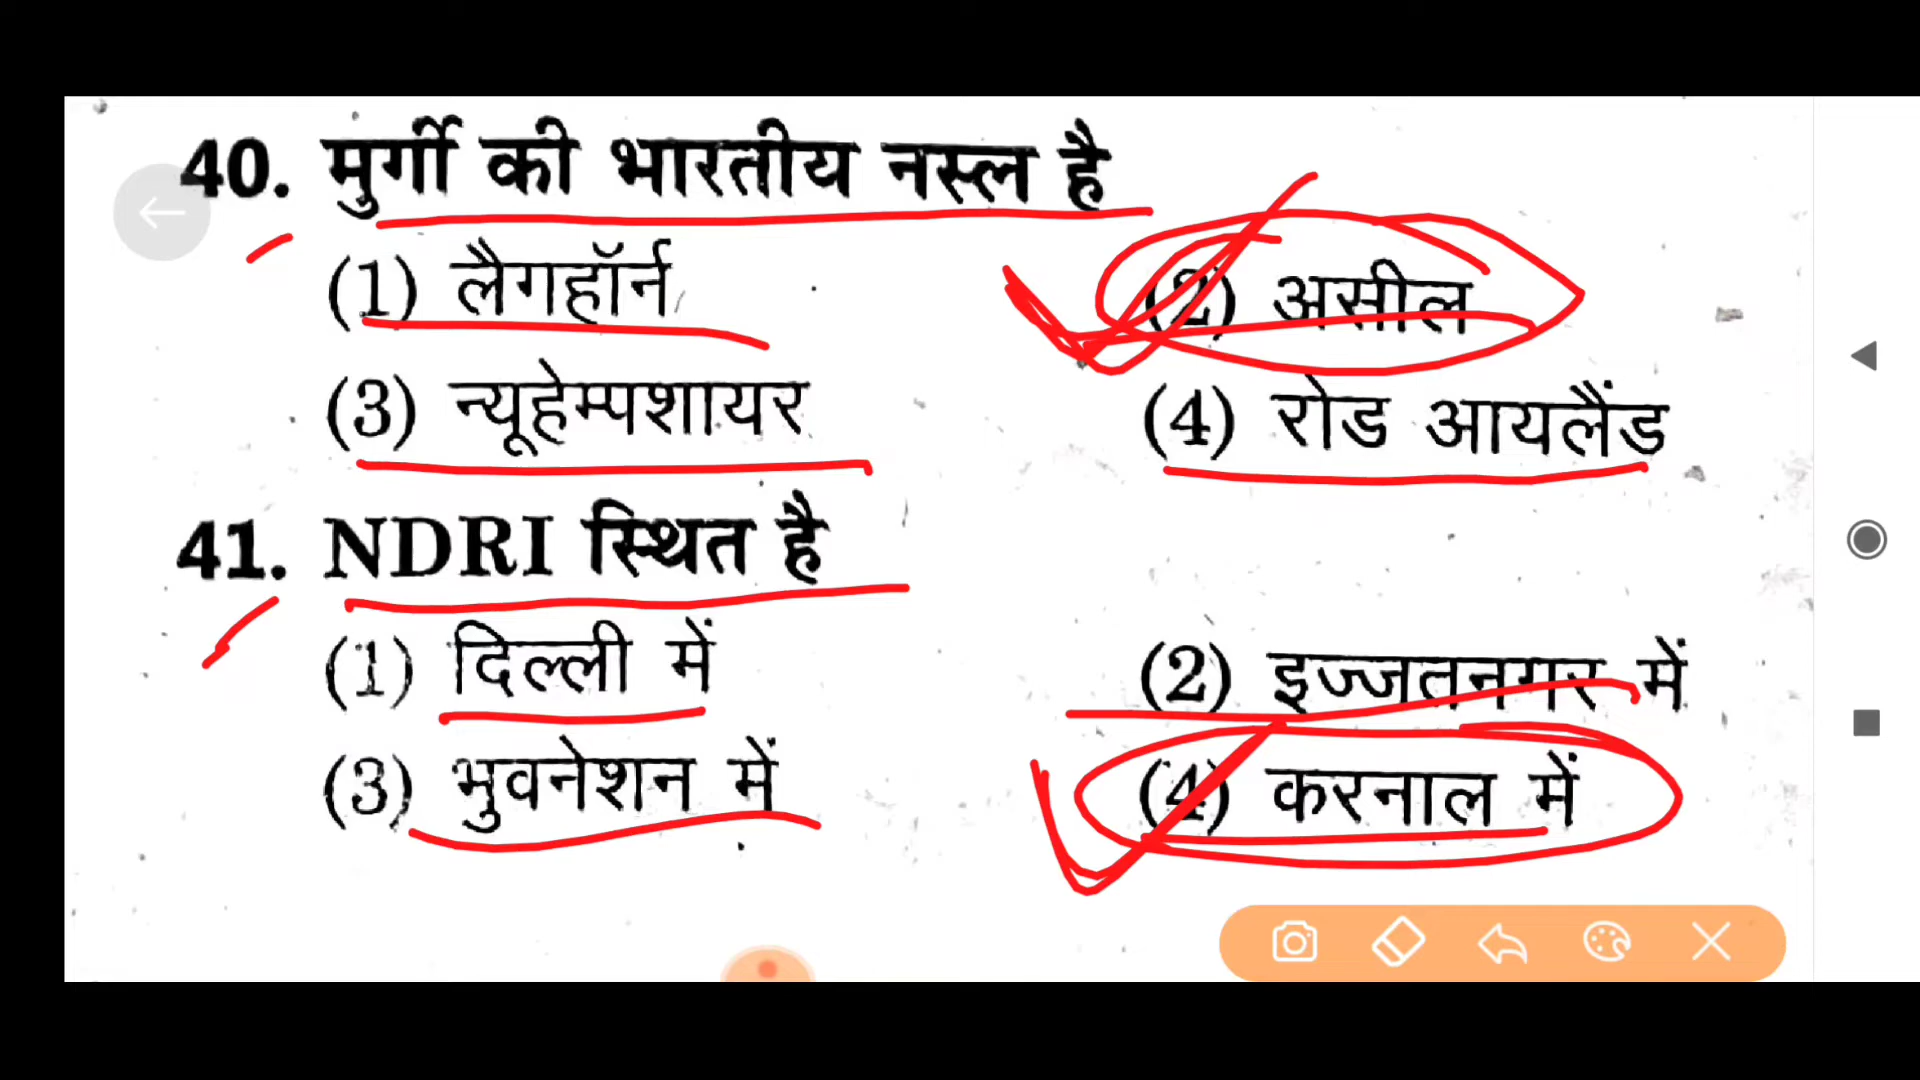 40. मुर्गी की भारतीय नस्ल है
(1) लैगहॉर्न (2) असील
(3) न्यूहेम्पशायर (4) रोड आयलैंड
41. NDRI स्थित है
(1) दिल्ली में (2) इज्जतनगर में
(3) भुवनेशन में (4) करनाल में